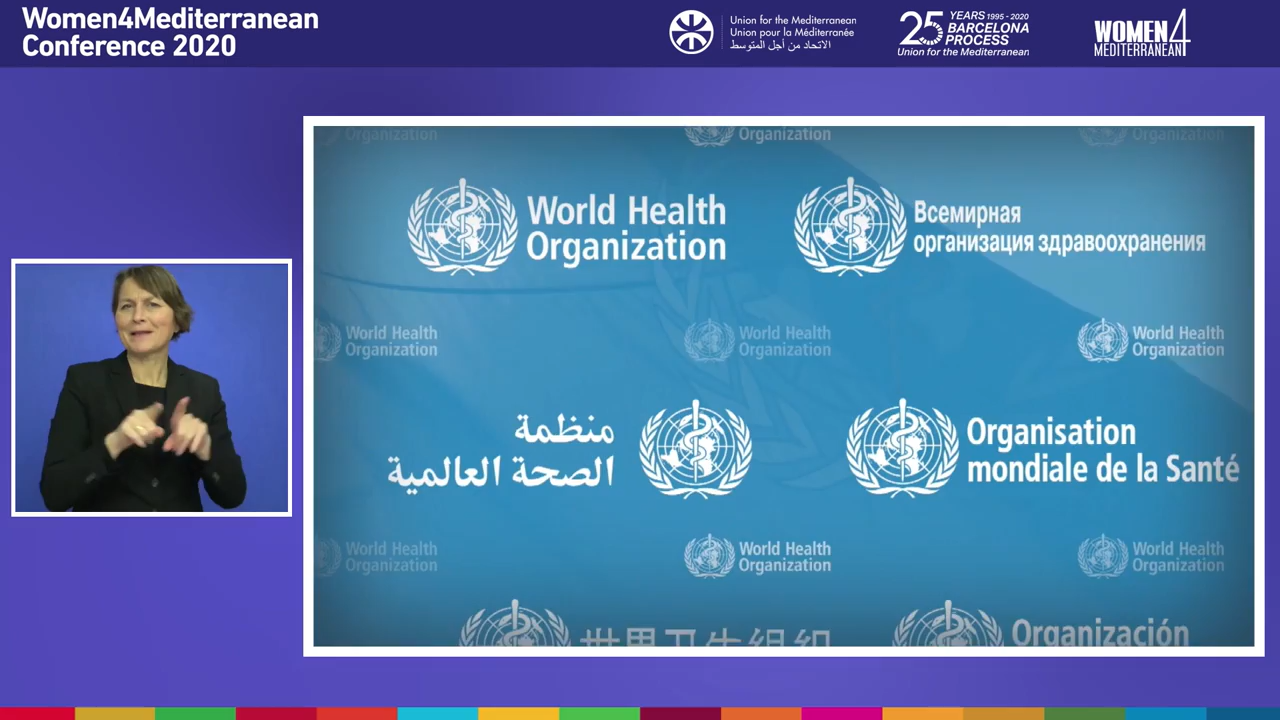 Women4Mediterranean
Conference 2020
Union for the Mediterranean
Union pour la Méditerranée
الاتحاد من أجل المتوسط
25 YEARS 1995 - 2020
BARCELONA
PROCESS
Union for the Mediterranean
WOMEN4
MEDITERRANEAN
Organization
Organization
Organization
World Health
Organization
Всемирная
организация здравоохранения
World Health
Organization
World Health
Organization
World Health
Organization
منظمة
الصحة العالمية
Organisation
mondiale de la Santé
World Health
Organization
World Health
Organization
World Health
Organization
世界卫生组织
Organización